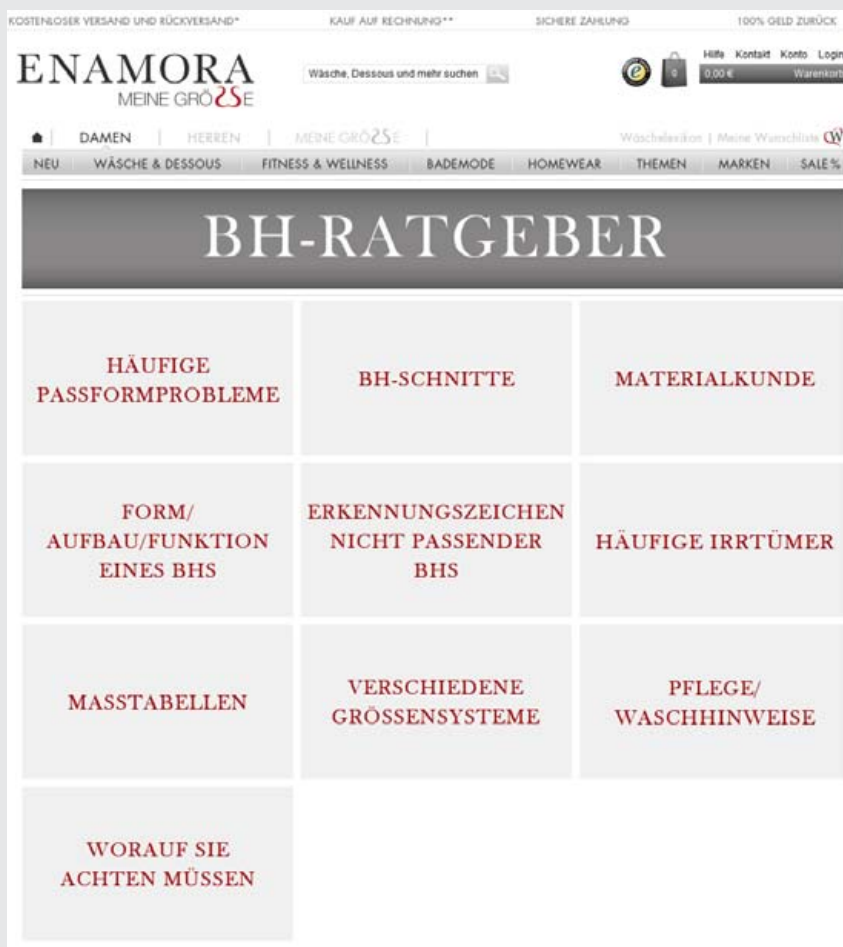 KOSTENLOSER VERSAND UND RÜCKVERSAND* KAUF AUF RECHNUNG** SICHERE ZAHLUNG 100% GELD ZURÜCK
Hilfe Kontakt Konto Login
ENAMORA
MEINE GRÖSSE
Wäsche, Dessous und mehr suchen
e
0
0,00 € Warenkorb
DAMEN | HERREN | MEINE GRÖSSE | Wäschelexikon | Meine Wunschliste W
NEU WÄSCHE & DESSOUS FITNESS & WELLNESS BADEMODE HOMEWEAR THEMEN MARKEN SALE %
BH-RATGEBER
HÄUFIGE
PASSFORMPROBLEME
BH-SCHNITTE
MATERIALKUNDE
FORM/
AUFBAU/FUNKTION
EINES BHS
ERKENNUNGSZEICHEN
NICHT PASSENDER
BHS
HÄUFIGE IRRTÜMER
MASSTABELLEN
VERSCHIEDENE
GRÖSSENSYSTEME
PFLEGE/
WASCHHINWEISE
WORAUF SIE
ACHTEN MÜSSEN